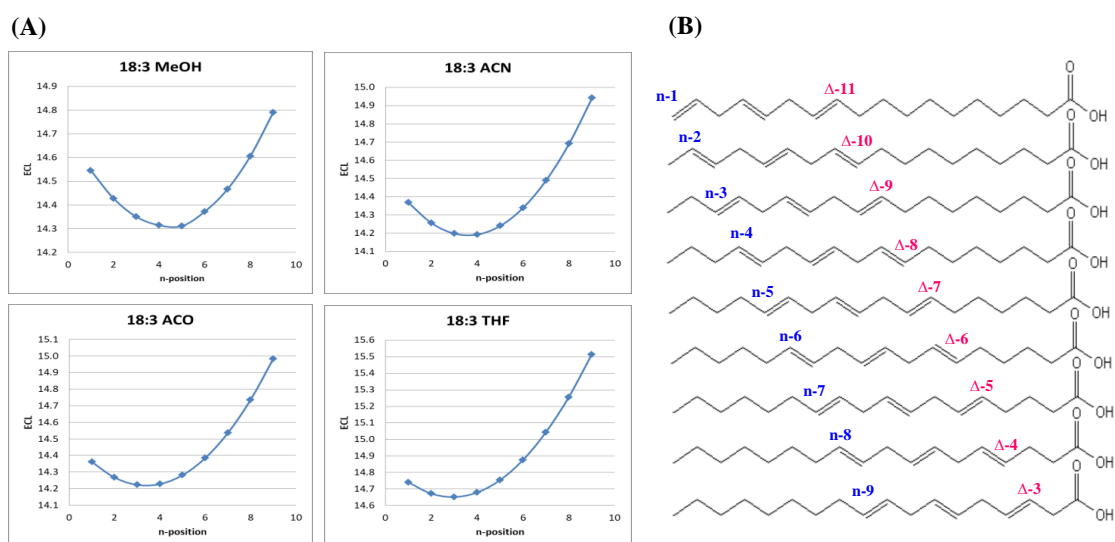 (A)
18:3 MeOH
14.9
14.8
14.7
14.6
14.5
14.4
14.3
14.2
ECL
0 2 4 6 8 10
n-position
18:3 ACN
15.0
14.9
14.8
14.7
14.6
14.5
14.4
14.3
14.2
14.1
ECL
0 2 4 6 8 10
n-position
18:3 ACO
15.1
15.0
14.9
14.8
14.7
14.6
14.5
14.4
14.3
14.2
14.1
ECL
0 2 4 6 8 10
n-position
18:3 THF
15.6
15.5
15.4
15.3
15.2
15.1
15.0
14.9
14.8
14.7
14.6
ECL
0 2 4 6 8 10
n-position
(B)
O
n-1 Δ-11 OH
O
n-2 Δ-10 OH
O
n-3 Δ-9 OH
O
n-4 Δ-8 OH
O
n-5 Δ-7 OH
O
n-6 Δ-6 OH
O
n-7 Δ-5 OH
O
n-8 Δ-4 OH
O
n-9 Δ-3 OH